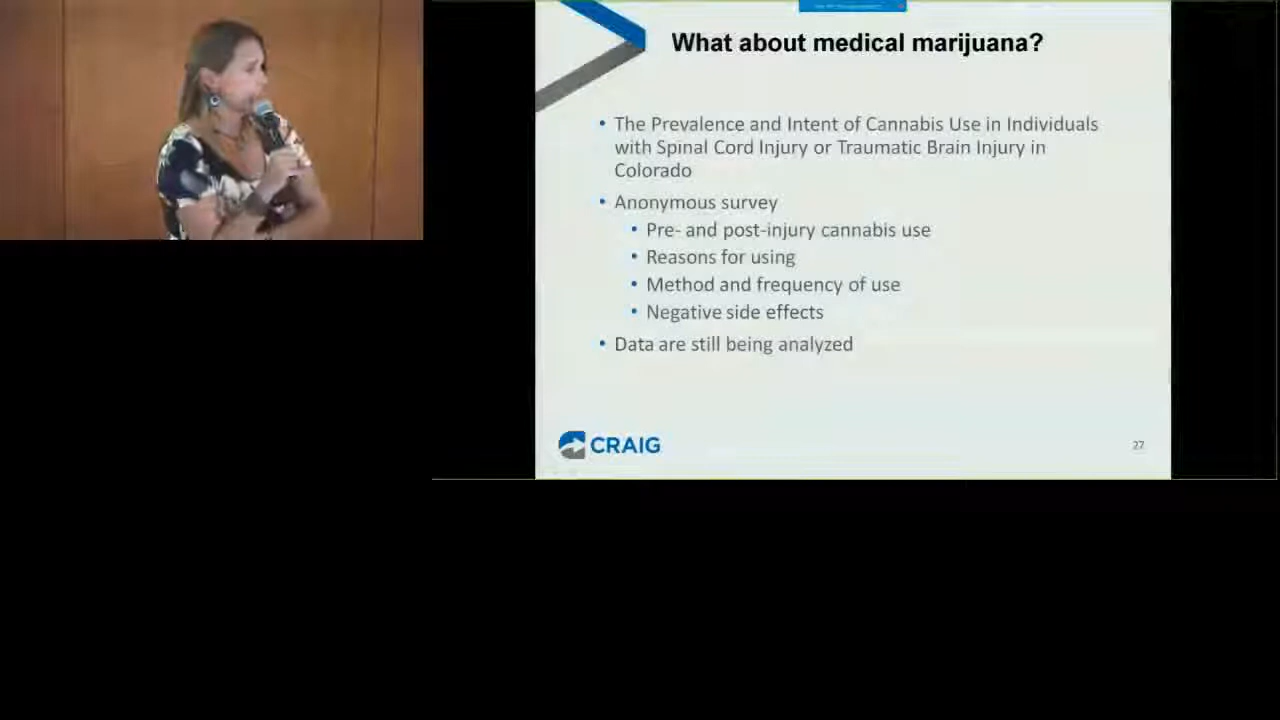 What about medical marijuana?
• The Prevalence and Intent of Cannabis Use in Individuals
with Spinal Cord Injury or Traumatic Brain Injury in
Colorado
• Anonymous survey
• Pre- and post-injury cannabis use
• Reasons for using
• Method and frequency of use
• Negative side effects
• Data are still being analyzed
CRAIG
27